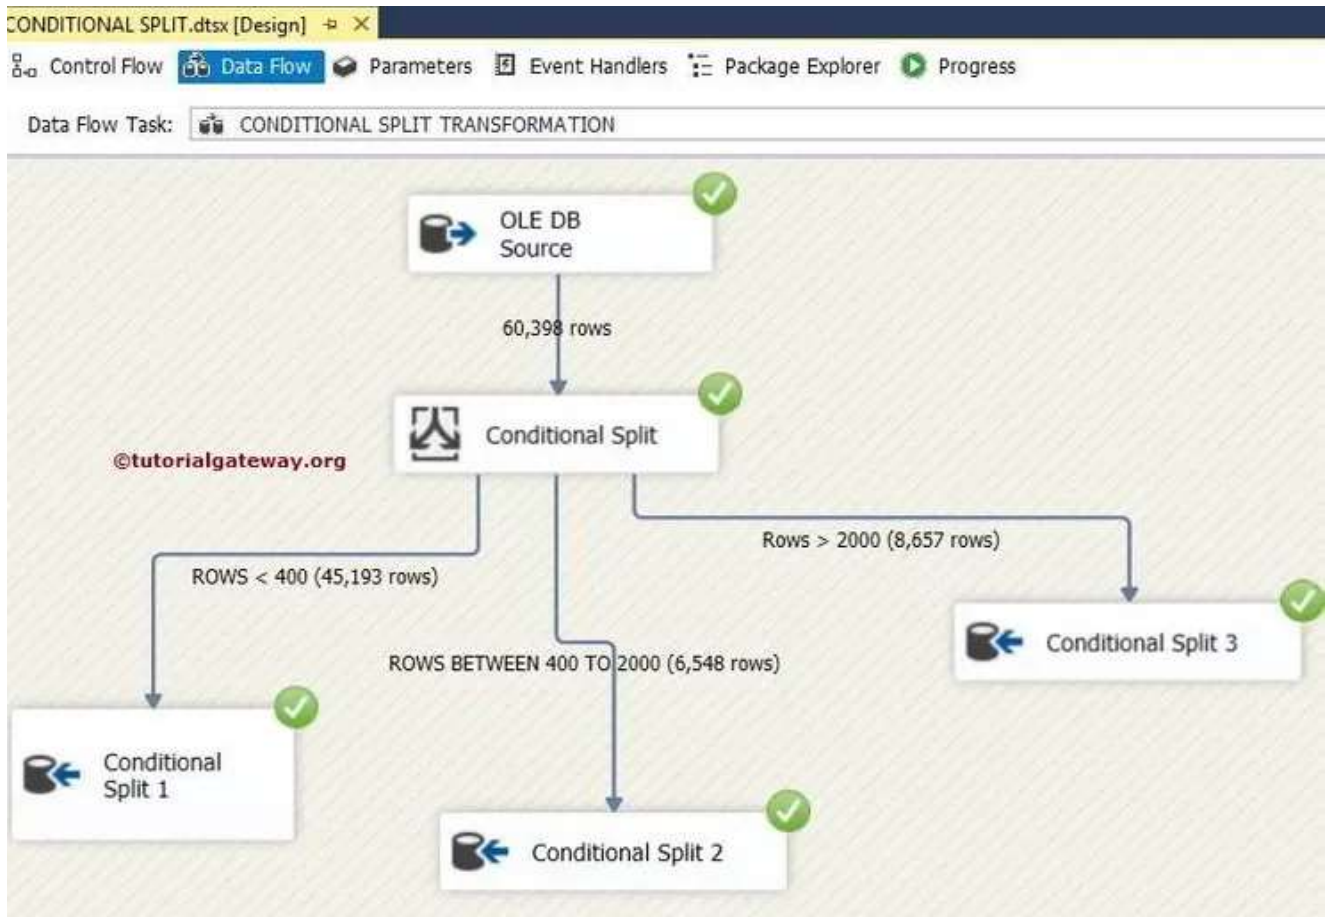 CONDITIONAL SPLIT.dtsx [Design]
Control Flow Data Flow Parameters Event Handlers Package Explorer Progress
Data Flow Task: CONDITIONAL SPLIT TRANSFORMATION
OLE DB
Source
60,398 rows
Conditional Split
©tutorialgateway.org
Rows > 2000 (8,657 rows)
ROWS < 400 (45,193 rows)
Conditional Split 3
ROWS BETWEEN 400 TO 2000 (6,548 rows)
Conditional
Split 1
Conditional Split 2